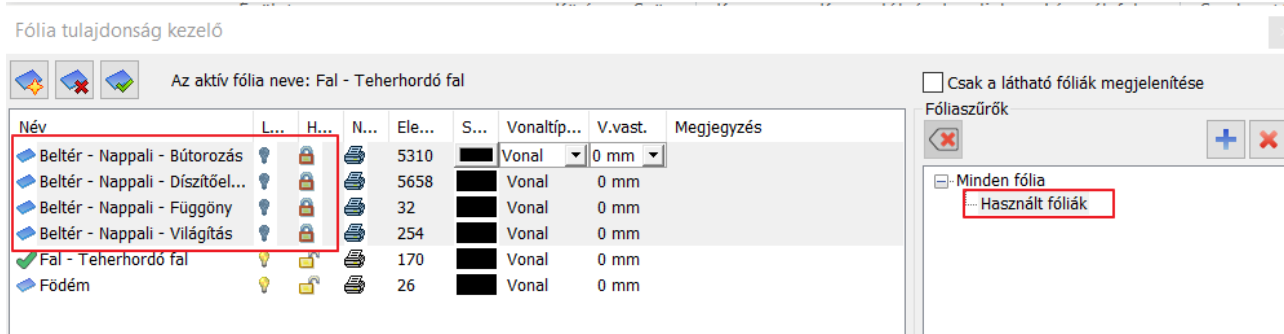 Fólia tulajdonság kezelő
Az aktív fólia neve: Fal - Teherhordó fal
Név L... H... N... Ele... S... Vonaltíp... V.vast. Megjegyzés
Beltér - Nappali - Bútorozás 5310 Vonal 0 mm
Beltér - Nappali - Díszítőel... 5658 Vonal 0 mm
Beltér - Nappali - Függöny 32 Vonal 0 mm
Beltér - Nappali - Világítás 254 Vonal 0 mm
Fal - Teherhordó fal 170 Vonal 0 mm
Födém 26 Vonal 0 mm
Csak a látható fóliák megjelenítése
Fóliaszűrők
Minden fólia
Használt fóliák